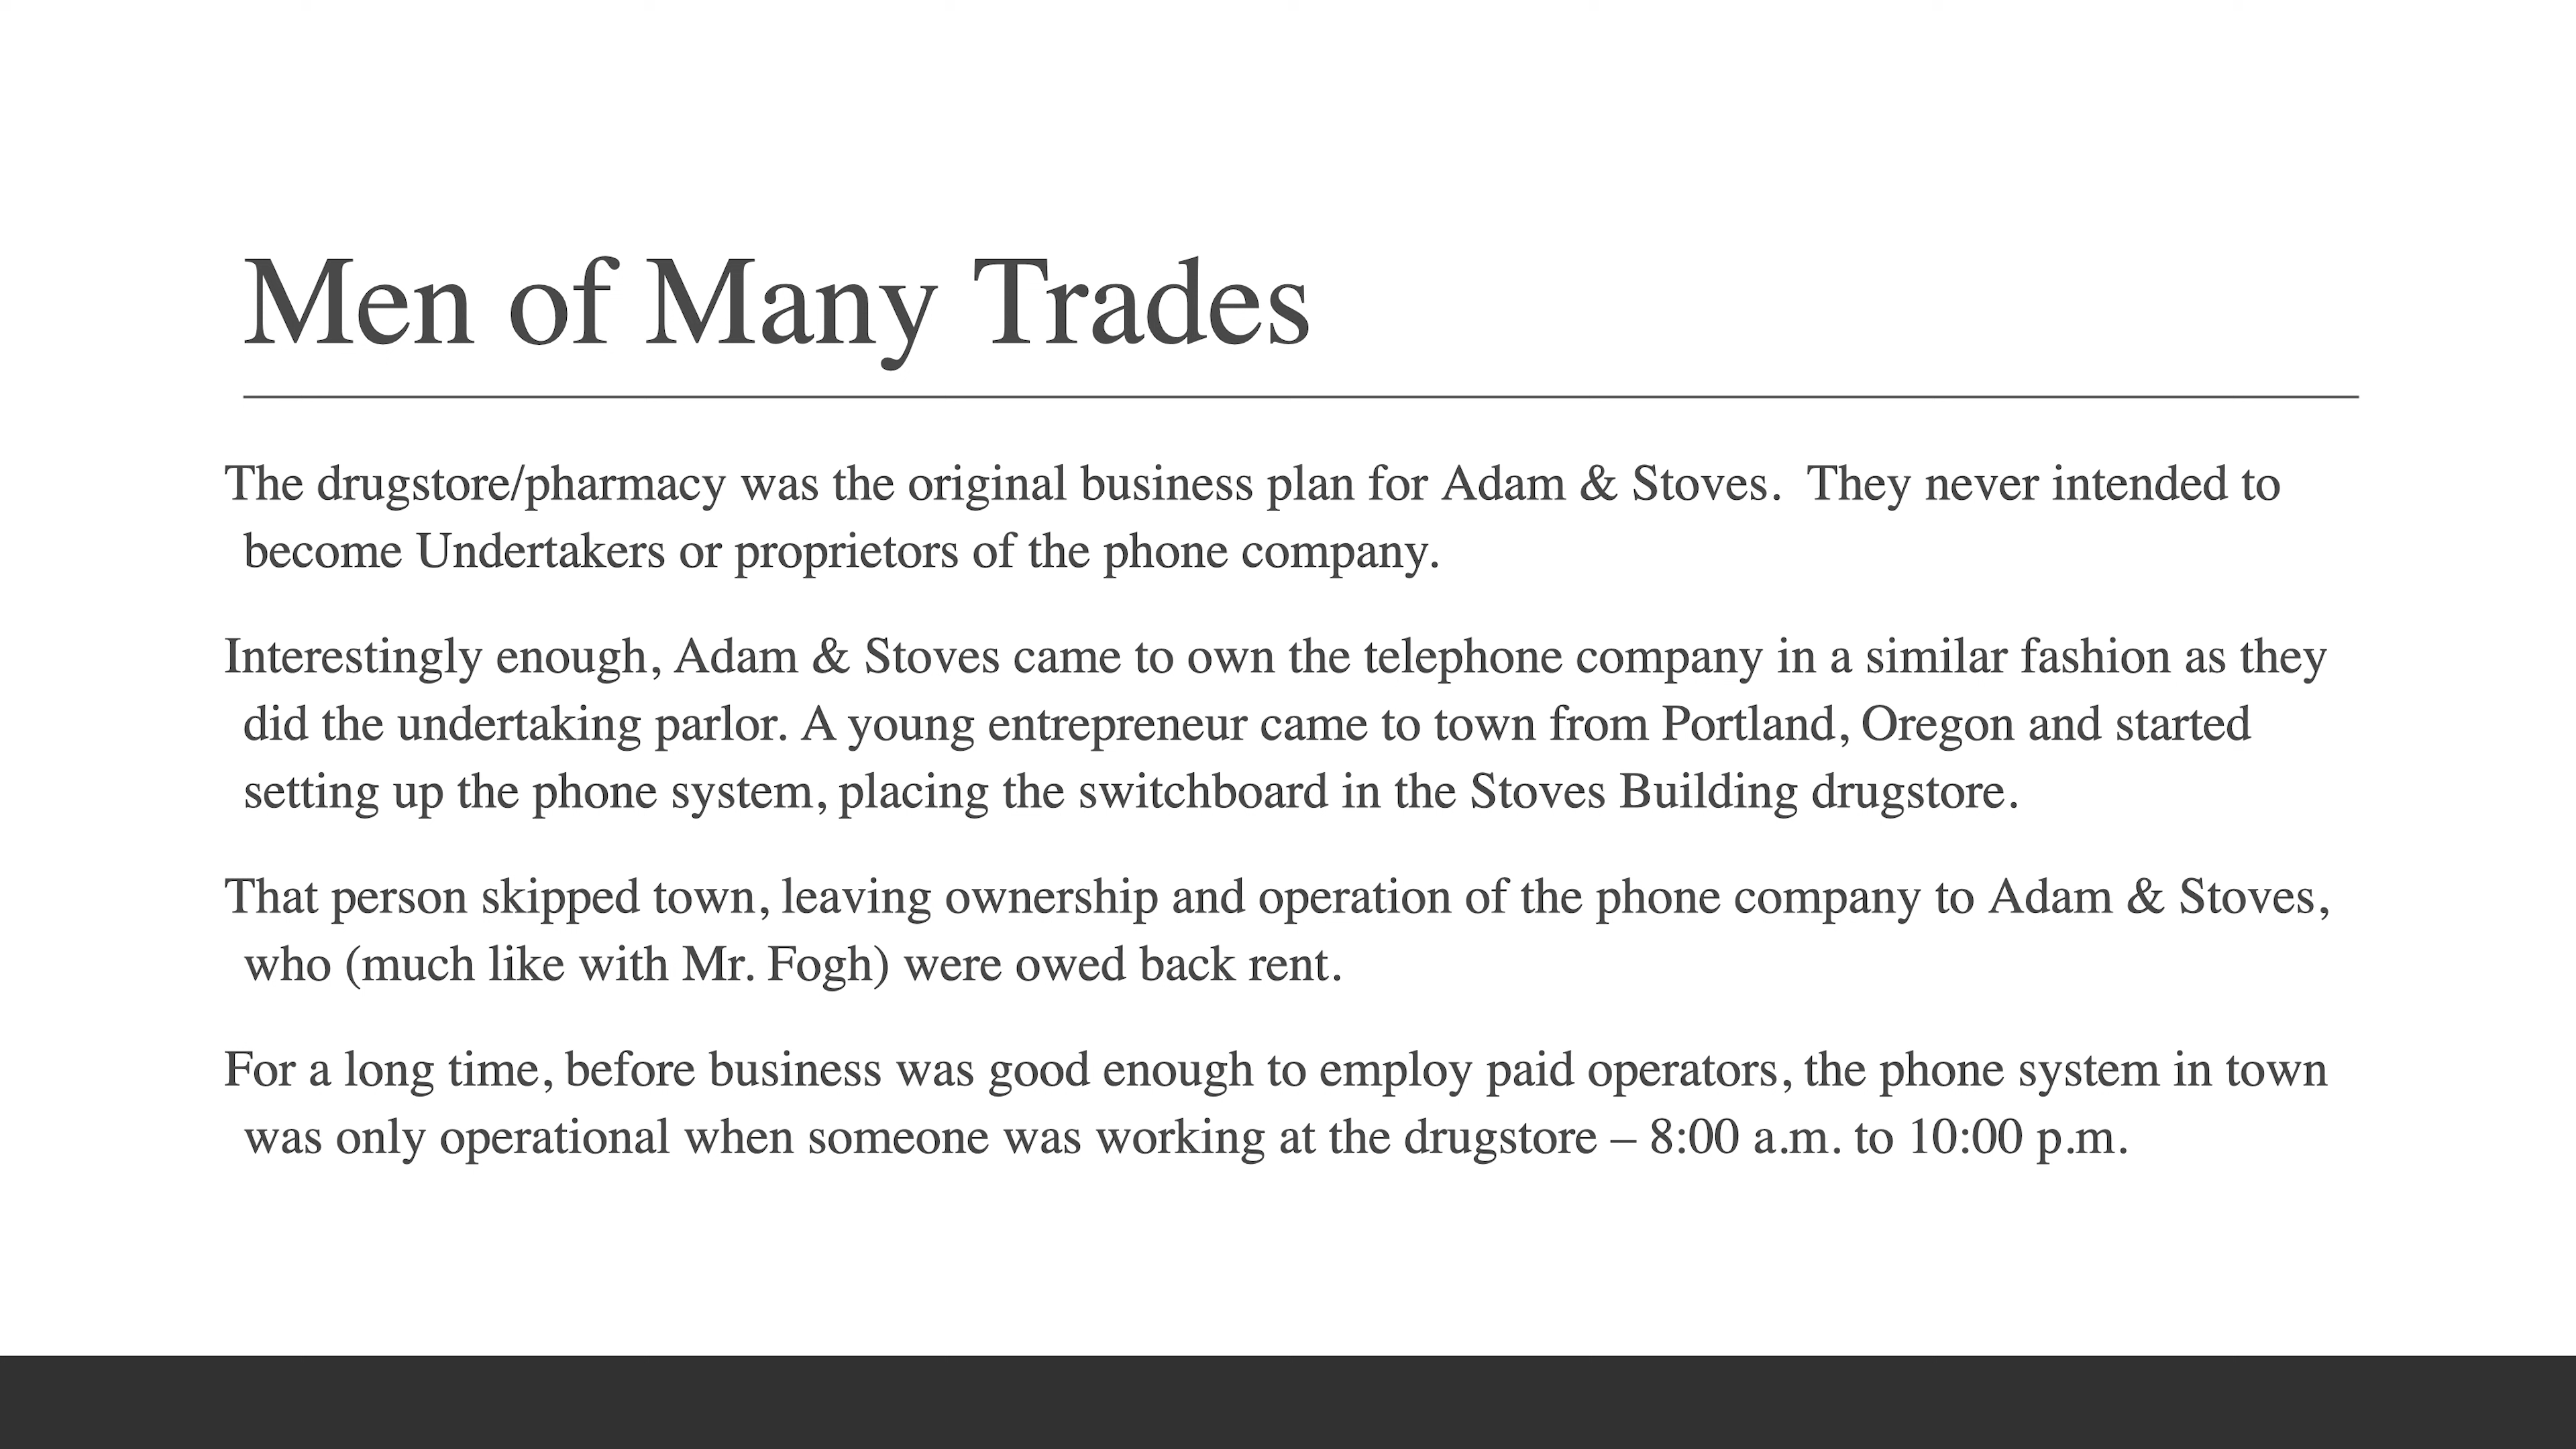 Men of Many Trades
The drugstore/pharmacy was the original business plan for Adam & Stoves.  They never intended to
become Undertakers or proprietors of the phone company.
Interestingly enough, Adam & Stoves came to own the telephone company in a similar fashion as they
did the undertaking parlor. A young entrepreneur came to town from Portland, Oregon and started
setting up the phone system, placing the switchboard in the Stoves Building drugstore.
That person skipped town, leaving ownership and operation of the phone company to Adam & Stoves,
who (much like with Mr. Fogh) were owed back rent.
For a long time, before business was good enough to employ paid operators, the phone system in town
was only operational when someone was working at the drugstore – 8:00 a.m. to 10:00 p.m.